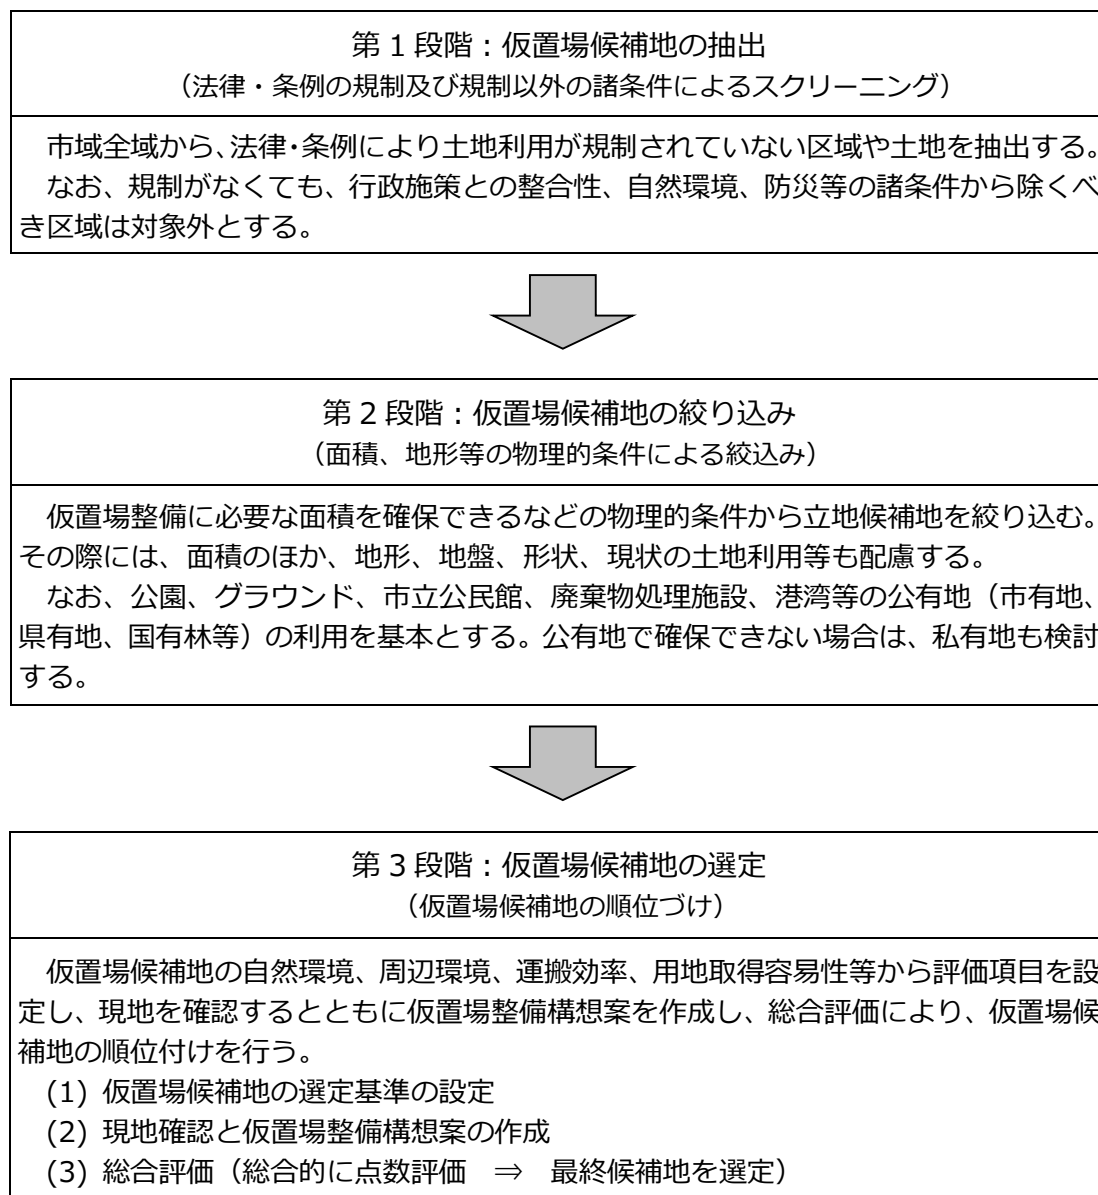 第１段階：仮置場候補地の抽出
（法律・条例の規制及び規制以外の諸条件によるスクリーニング）
市域全域から、法律･条例により土地利用が規制されていない区域や土地を抽出する。
なお、規制がなくても、行政施策との整合性、自然環境、防災等の諸条件から除くべ
き区域は対象外とする。
第２段階：仮置場候補地の絞り込み
（面積、地形等の物理的条件による絞込み）
仮置場整備に必要な面積を確保できるなどの物理的条件から立地候補地を絞り込む。
その際には、面積のほか、地形、地盤、形状、現状の土地利用等も配慮する。
なお、公園、グラウンド、市立公民館、廃棄物処理施設、港湾等の公有地（市有地、
県有地、国有林等）の利用を基本とする。公有地で確保できない場合は、私有地も検討
する。
第３段階：仮置場候補地の選定
（仮置場候補地の順位づけ）
仮置場候補地の自然環境、周辺環境、運搬効率、用地取得容易性等から評価項目を設
定し、現地を確認するとともに仮置場整備構想案を作成し、総合評価により、仮置場候
補地の順位付けを行う。
(1) 仮置場候補地の選定基準の設定
(2) 現地確認と仮置場整備構想案の作成
(3) 総合評価（総合的に点数評価　⇒　最終候補地を選定）